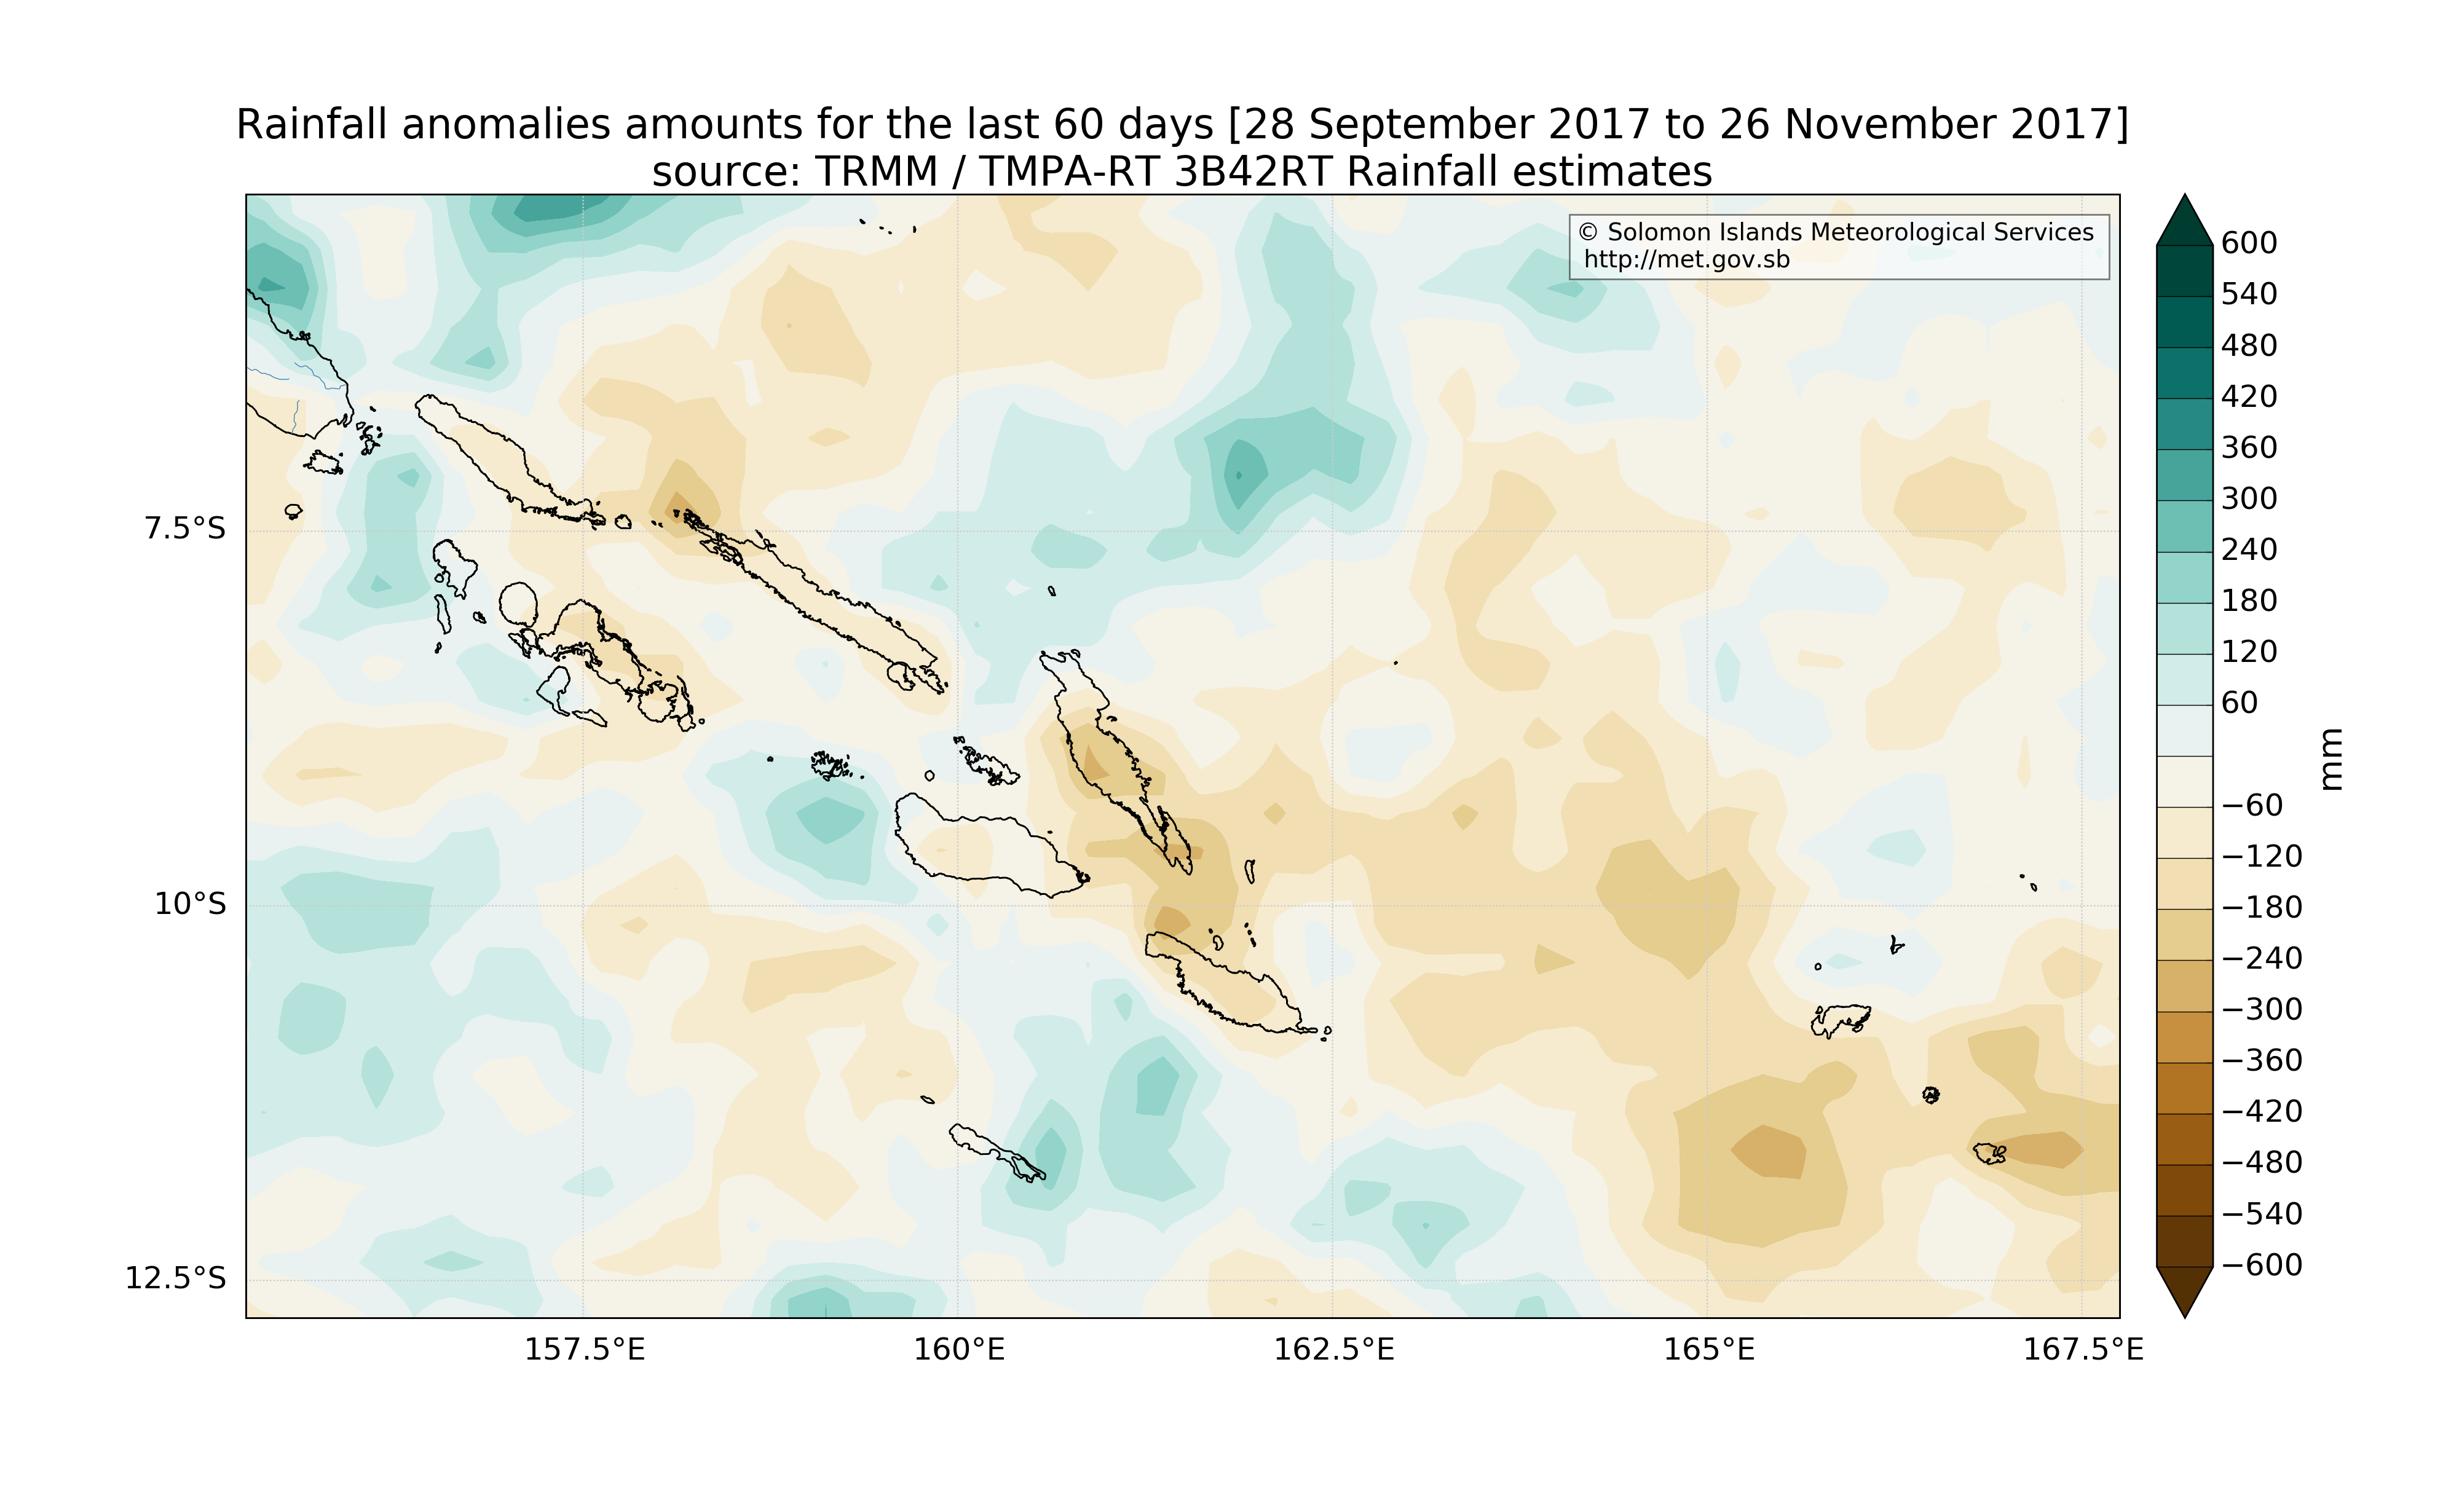 Rainfall anomalies amounts for the last 60 days [28 September 2017 to 26 November 2017]
source: TRMM / TMPA-RT 3B42RT Rainfall estimates
© Solomon Islands Meteorological Services
http://met.gov.sb
7.5°S
10°S
12.5°S
157.5°E
160°E
162.5°E
165°E
167.5°E
600
540
480
420
360
300
240
180
120
60
−60
−120
−180
−240
−300
−360
−420
−480
−540
−600
mm